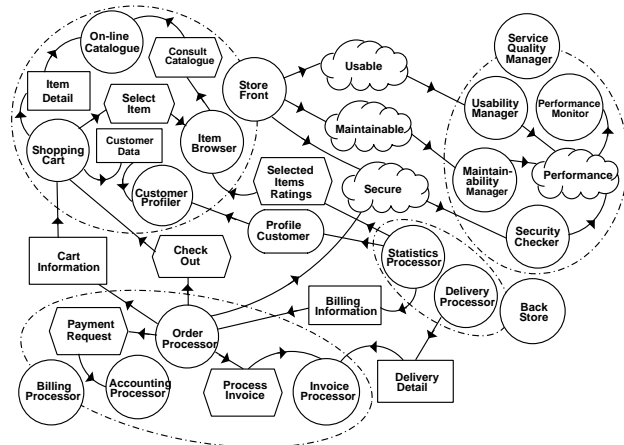 On-line
Catalogue
Consult
Catalogue
Item
Detail
Select
Item
Store
Front
Usable
Service
Quality
Manager
Usability
Manager
Performance
Monitor
Maintainable
Shopping
Cart
Customer
Data
Item
Browser
Customer
Profiler
Selected
Items
Ratings
Secure
Maintain-
ability
Manager
Performance
Profile
Customer
Security
Checker
Cart
Information
Check
Out
Statistics
Processor
Delivery
Processor
Back
Store
Billing
Information
Payment
Request
Order
Processor
Billing
Processor
Accounting
Processor
Process
Invoice
Invoice
Processor
Delivery
Detail